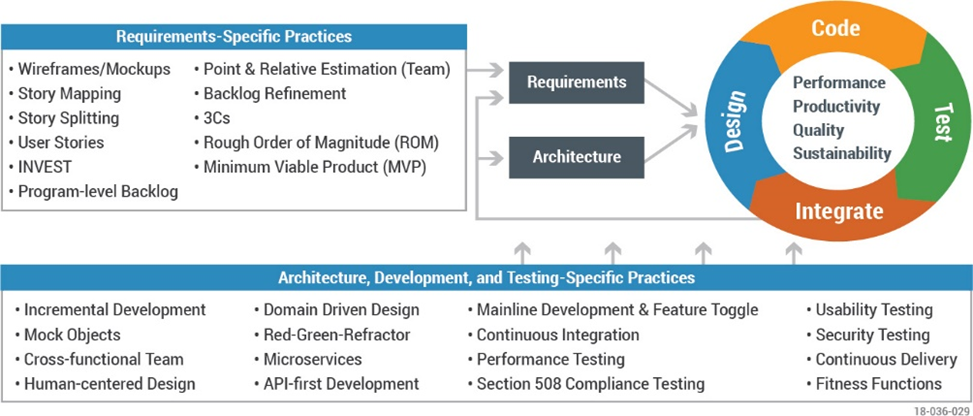 Requirements-Specific Practices
• Wireframes/Mockups
• Story Mapping
• Story Splitting
• User Stories
• INVEST
• Program-level Backlog
• Point & Relative Estimation (Team)
• Backlog Refinement
• 3Cs
• Rough Order of Magnitude (ROM)
• Minimum Viable Product (MVP)
Requirements
Architecture
Code
Test
Integrate
Design
Performance
Productivity
Quality
Sustainability
Architecture, Development, and Testing-Specific Practices
• Incremental Development
• Mock Objects
• Cross-functional Team
• Human-centered Design
• Domain Driven Design
• Red-Green-Refractor
• Microservices
• API-first Development
• Mainline Development & Feature Toggle
• Continuous Integration
• Performance Testing
• Section 508 Compliance Testing
• Usability Testing
• Security Testing
• Continuous Delivery
• Fitness Functions
18-036-029